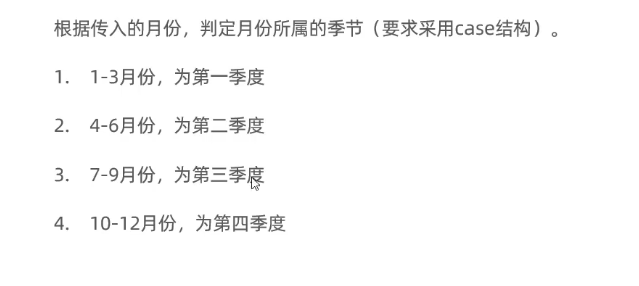 根据传入的月份，判定月份所属的季节（要求采用case结构）。
1. 1-3月份，为第一季度
2. 4-6月份，为第二季度
3. 7-9月份，为第三季度
4. 10-12月份，为第四季度